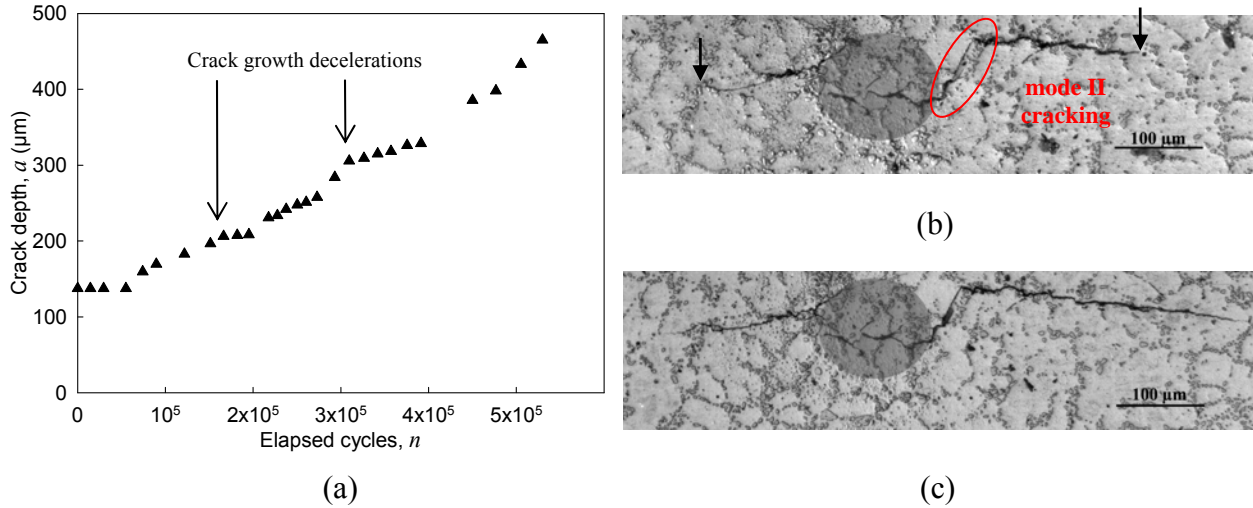 500
400
300
200
100
0
Crack depth, a (µm)
Crack growth decelerations
0
10⁵
2x10⁵
3x10⁵
4x10⁵
5x10⁵
Elapsed cycles, n
(a)
mode II
cracking
100 µm
(b)
100 µm
(c)